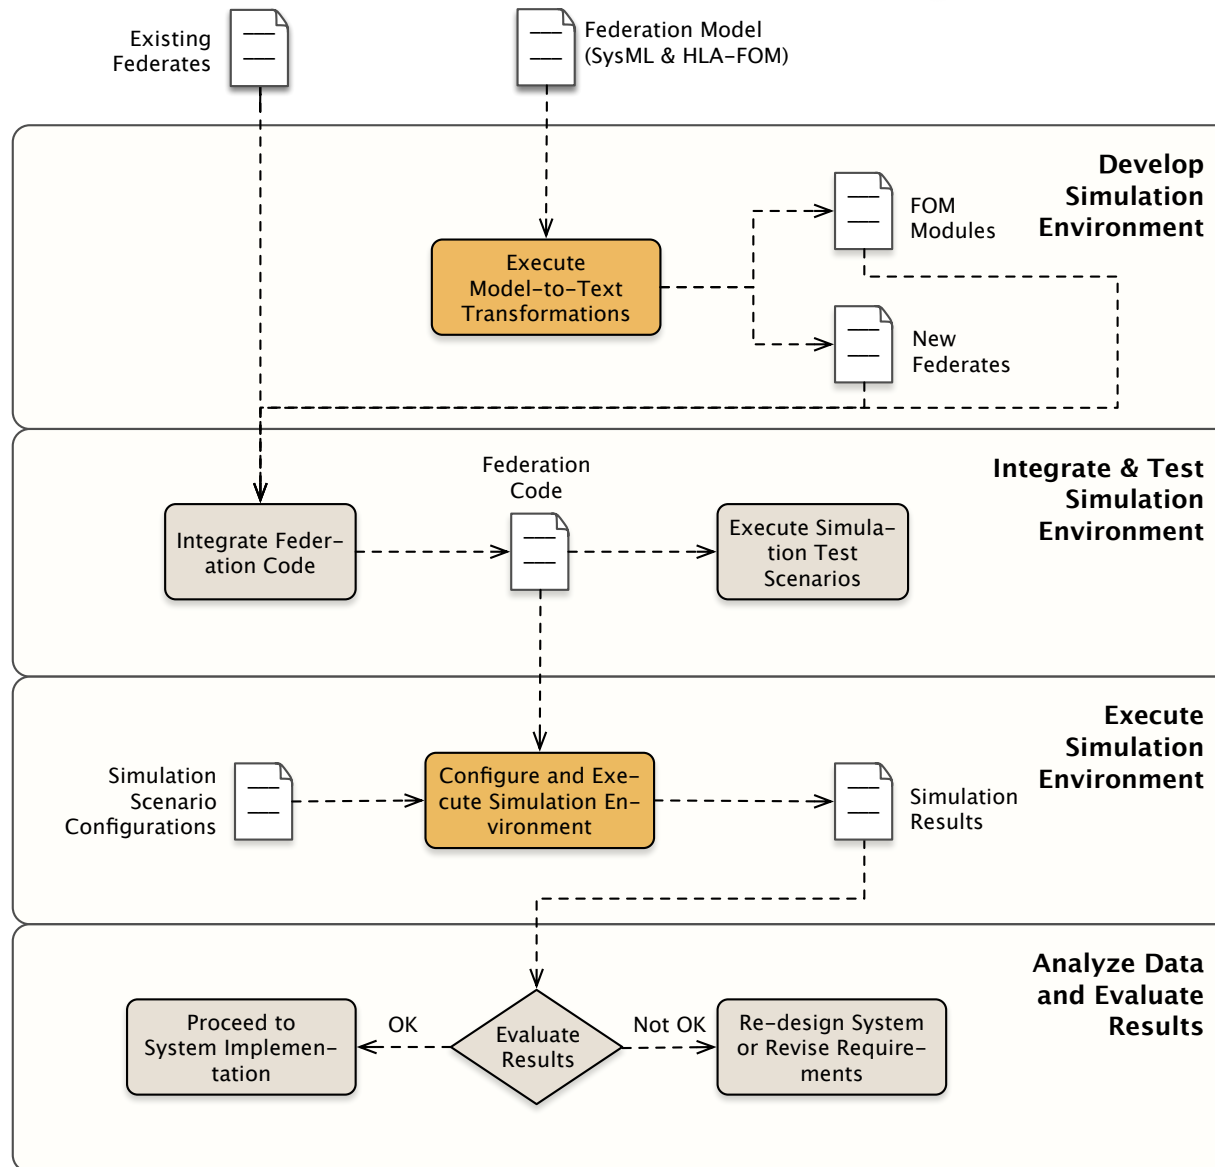 Existing
Federates
Federation Model
(SysML & HLA-FOM)
Develop
Simulation
Environment
FOM
Modules
Execute
Model-to-Text
Transformations
New
Federates
Integrate & Test
Simulation
Environment
Federation
Code
Integrate Feder-
ation Code
Execute Simula-
tion Test
Scenarios
Execute
Simulation
Environment
Simulation
Scenario
Configurations
Configure and Exe-
cute Simulation En-
vironment
Simulation
Results
Analyze Data
and Evaluate
Results
Proceed to
System Implemen-
tation
OK
Evaluate
Results
Not OK
Re-design System
or Revise Require-
ments